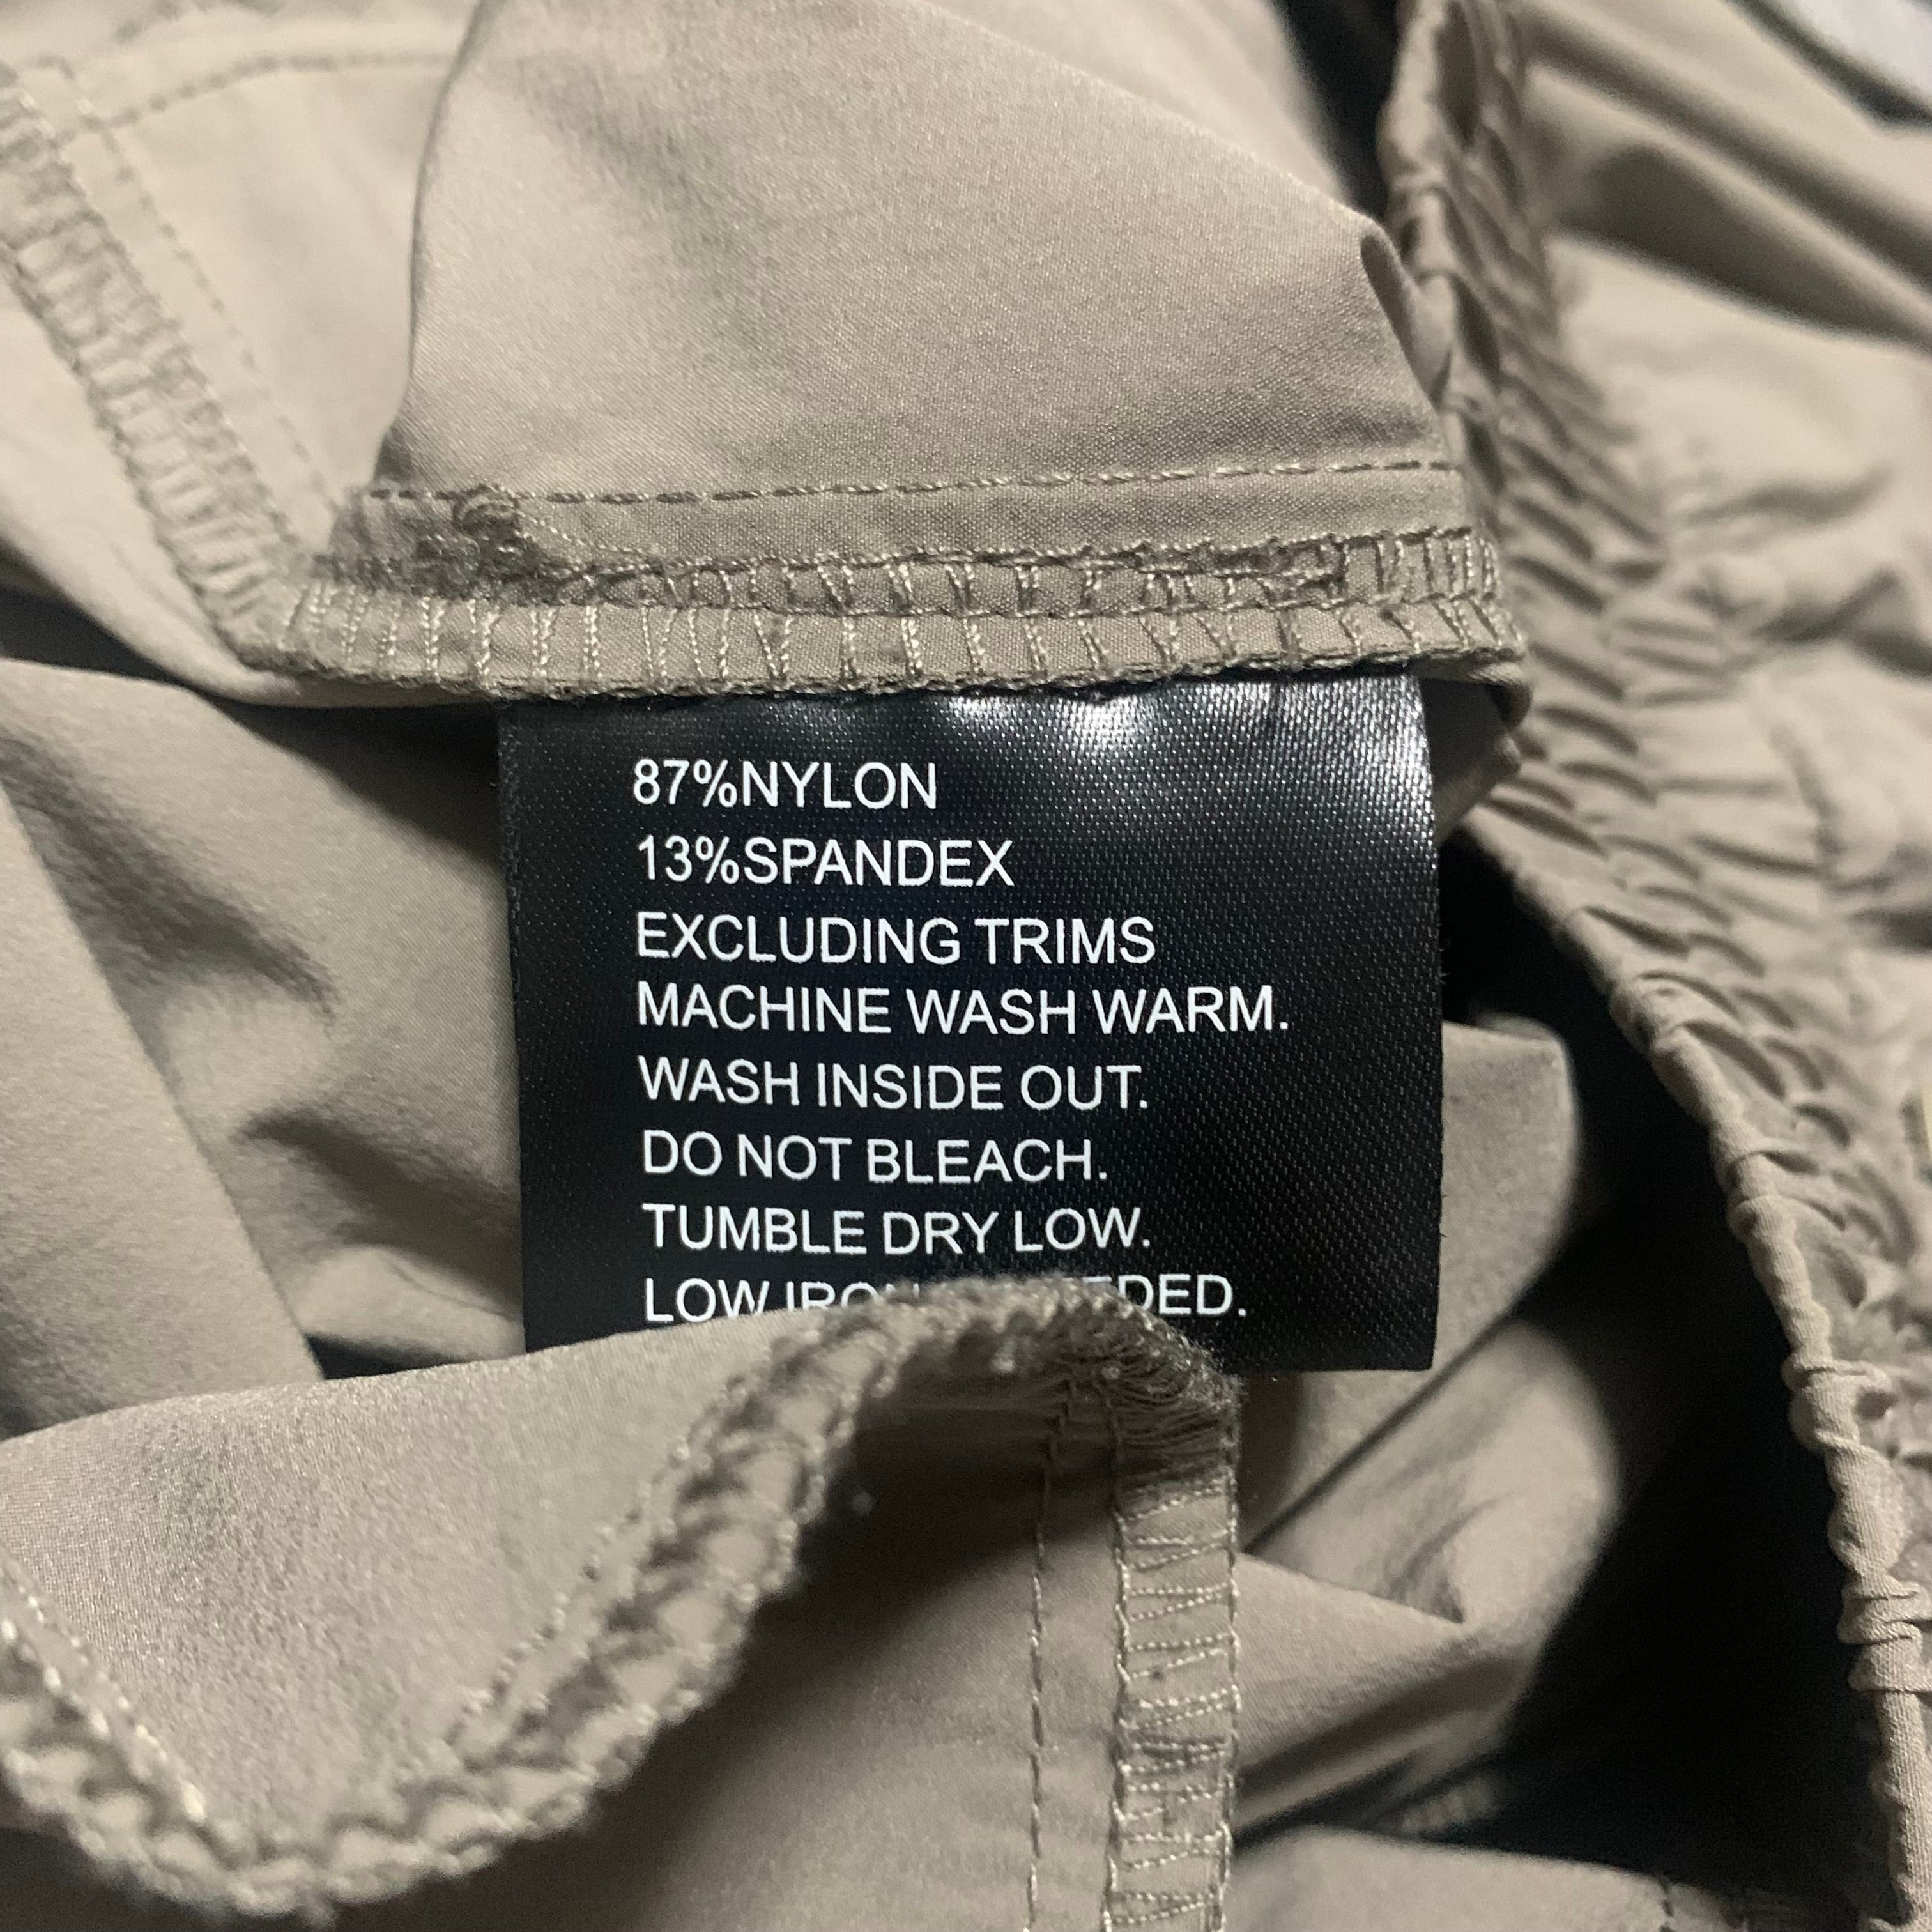 87%NYLON
13%SPANDEX
EXCLUDING TRIMS
MACHINE WASH WARM.
WASH INSIDE OUT.
DO NOT BLEACH.
TUMBLE DRY LOW.
LOW IRON